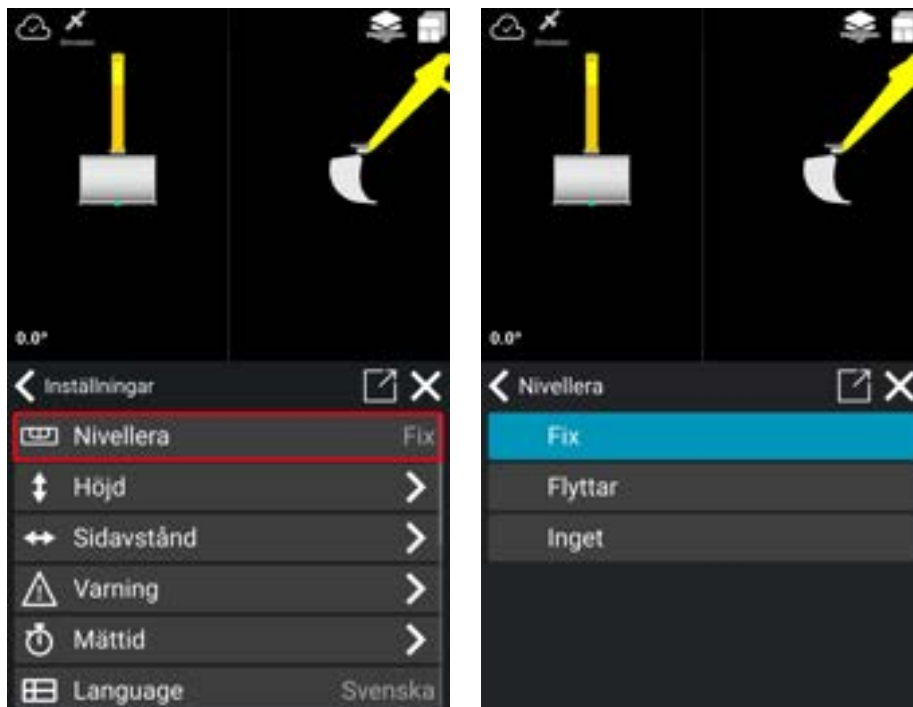 0.0°
Inställningar
Nivellera Fix
Höjd
Sidavstånd
Varning
Mättid
Language Svenska
0.0°
Nivellera
Fix
Flyttar
Inget